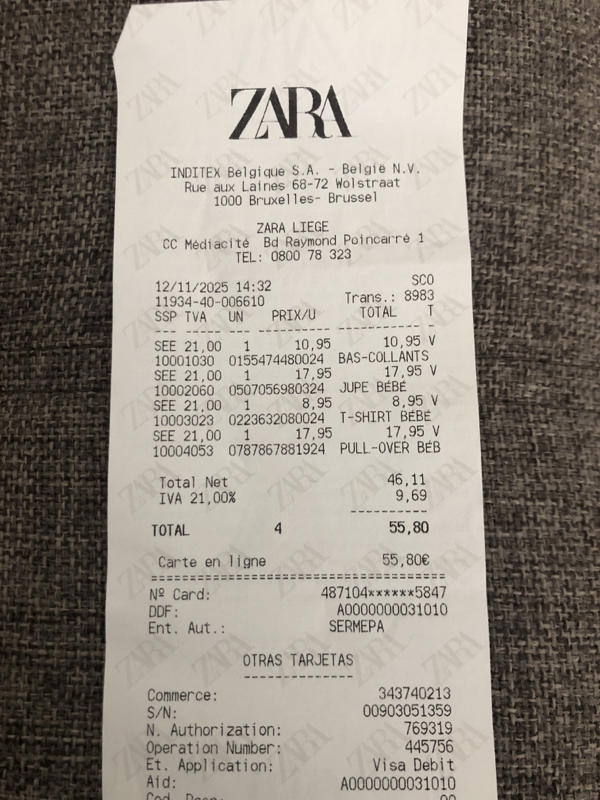 ZARA
INDITEX Belgique S.A. - België N.V.
Rue aux Laines 68-72 Wolstraat
1000 Bruxelles- Brussel
ZARA LIEGE
CC Médiacité Bd Raymond Poincarré 1
TEL: 0800 78 323
12/11/2025 14:32 SCO
11934-40-006610 Trans.: 8983
SSP TVA UN PRIX/U TOTAL T
SEE 21,00 1 10,95 10,95 V
10001030 0155474480024 BAS-COLLANTS
SEE 21,00 1 17,95 17,95 V
10002060 0507056980324 JUPE BÉBÉ
SEE 21,00 1 8,95 8,95 V
10003023 0223632080024 T-SHIRT BÉBÉ
SEE 21,00 1 17,95 17,95 V
10004053 0787867881924 PULL-OVER BÉB
Total Net 46,11
IVA 21,00% 9,69
TOTAL 4 55,80
Carte en ligne 55,80€
Nº Card: 487104******5847
DDF: A0000000031010
Ent. Aut.: SERMEPA
OTRAS TARJETAS
Commerce: 343740213
S/N: 00903051359
N. Authorization: 769319
Operation Number: 445756
Et. Application: Visa Debit
Aid: A0000000031010